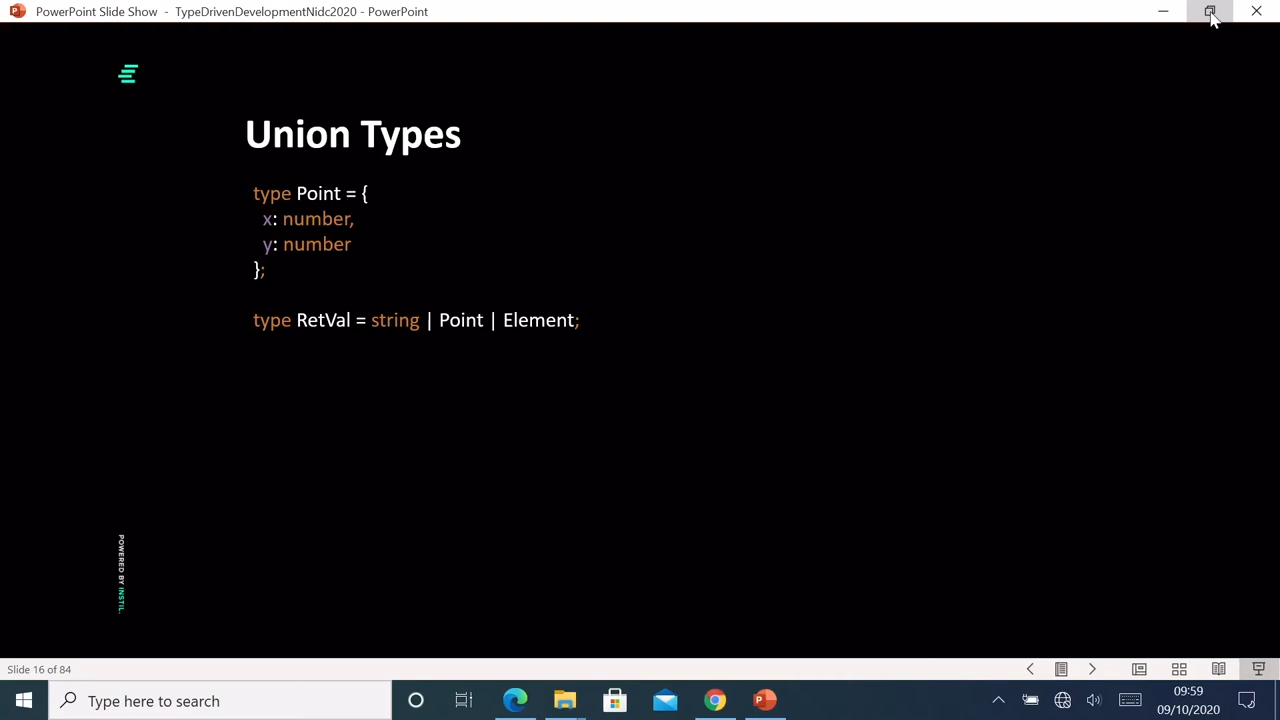 PowerPoint Slide Show - TypeDrivenDevelopmentNidc2020 - PowerPoint
Union Types
type Point = {
x: number,
y: number
};
type RetVal = string | Point | Element;
POWERED BY INSTIL.
Slide 16 of 84
Type here to search
09:59
09/10/2020